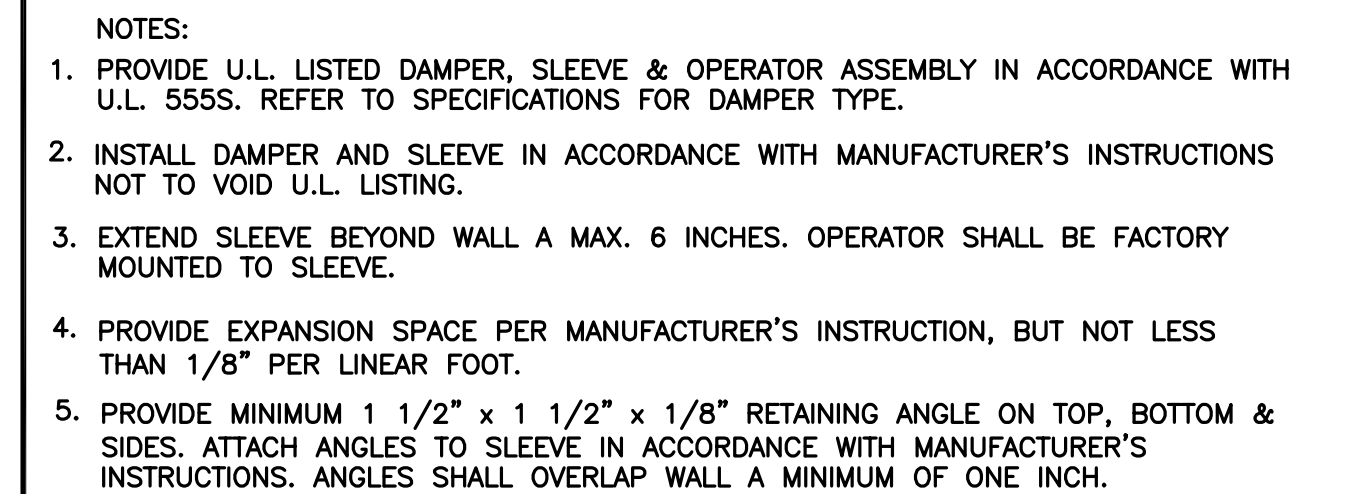 NOTES:
1. PROVIDE U.L. LISTED DAMPER, SLEEVE & OPERATOR ASSEMBLY IN ACCORDANCE WITH
U.L. 555S. REFER TO SPECIFICATIONS FOR DAMPER TYPE.
2. INSTALL DAMPER AND SLEEVE IN ACCORDANCE WITH MANUFACTURER'S INSTRUCTIONS
NOT TO VOID U.L. LISTING.
3. EXTEND SLEEVE BEYOND WALL A MAX. 6 INCHES. OPERATOR SHALL BE FACTORY
MOUNTED TO SLEEVE.
4. PROVIDE EXPANSION SPACE PER MANUFACTURER'S INSTRUCTION, BUT NOT LESS
THAN 1/8" PER LINEAR FOOT.
5. PROVIDE MINIMUM 1 1/2" x 1 1/2" x 1/8" RETAINING ANGLE ON TOP, BOTTOM &
SIDES. ATTACH ANGLES TO SLEEVE IN ACCORDANCE WITH MANUFACTURER'S
INSTRUCTIONS. ANGLES SHALL OVERLAP WALL A MINIMUM OF ONE INCH.